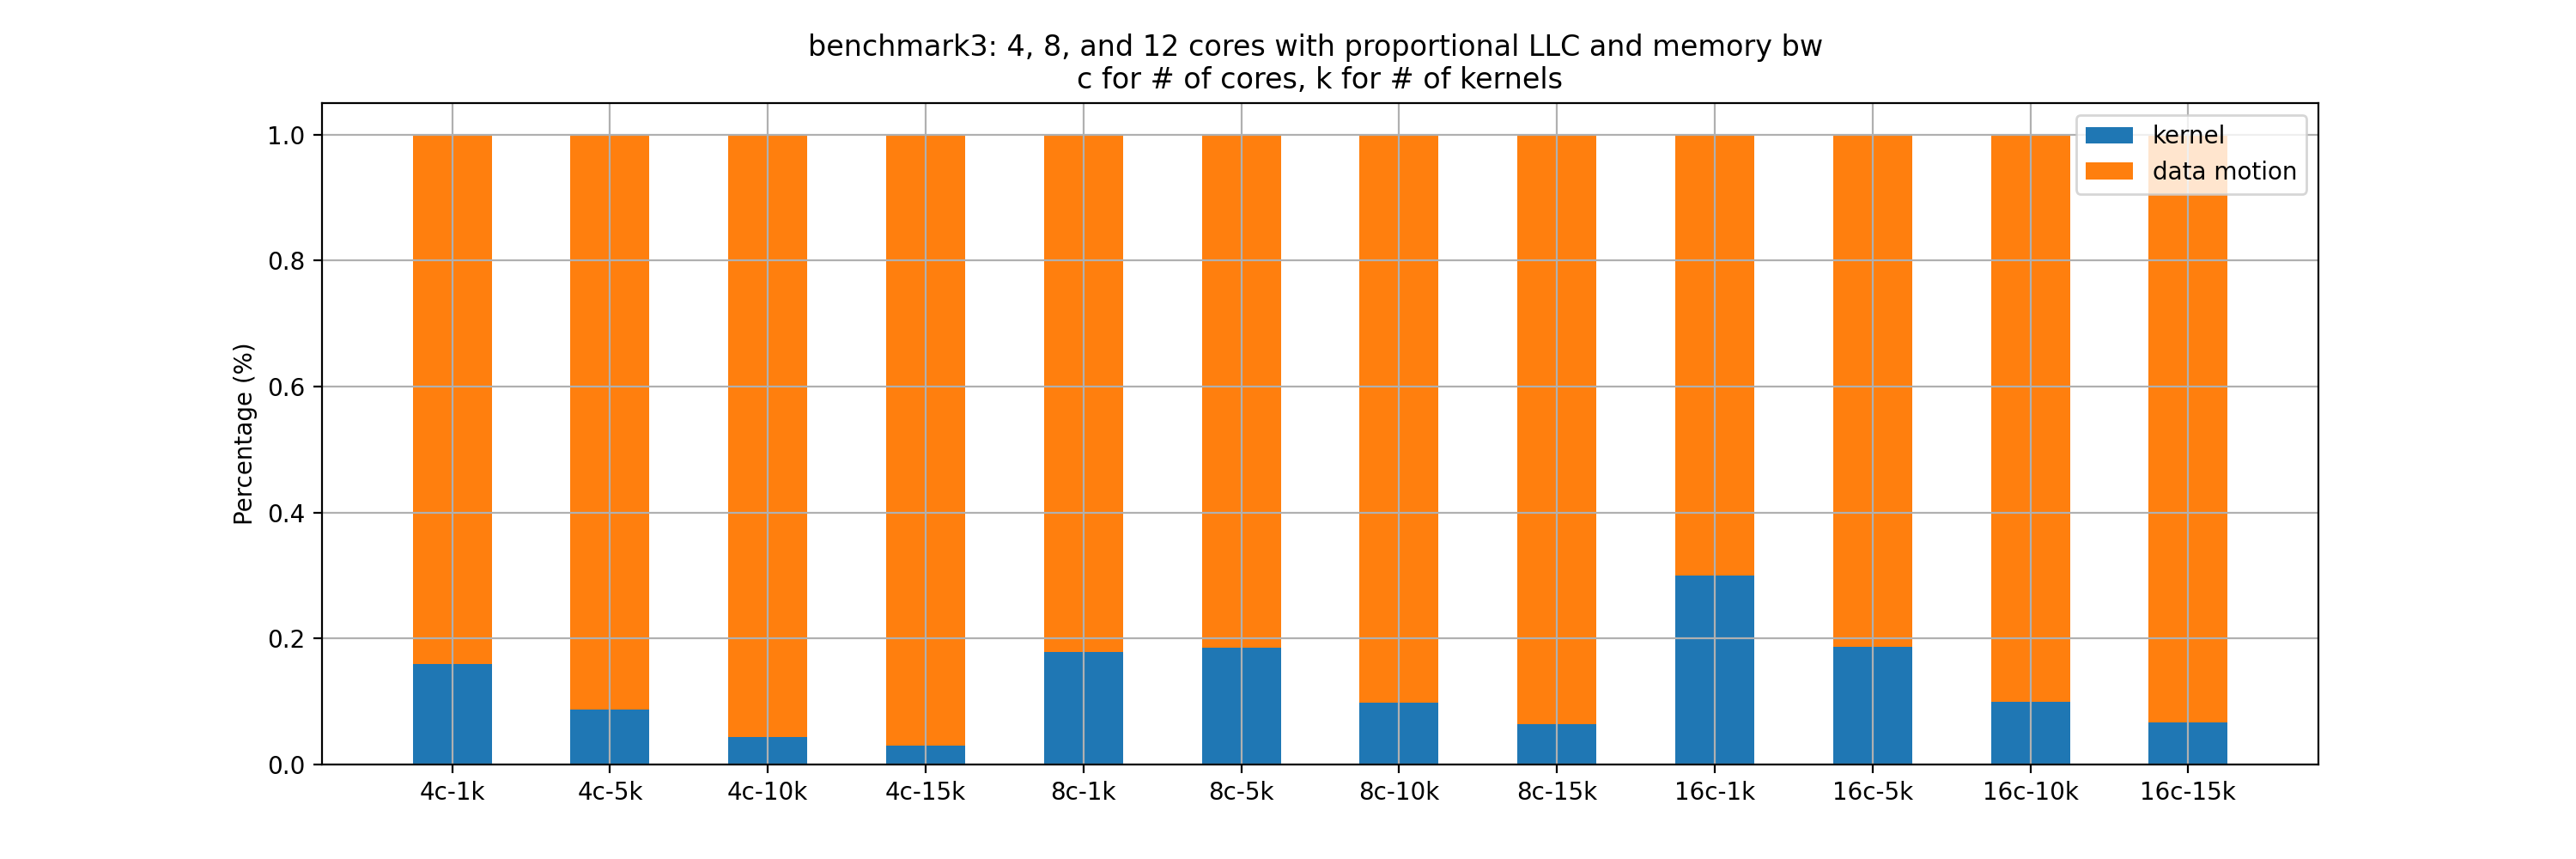 benchmark3: 4, 8, and 12 cores with proportional LLC and memory bw
c for # of cores, k for # of kernels
kernel
data motion
Percentage (%)
1.0
0.8
0.6
0.4
0.2
0.0
4c-1k 4c-5k 4c-10k 4c-15k 8c-1k 8c-5k 8c-10k 8c-15k 16c-1k 16c-5k 16c-10k 16c-15k